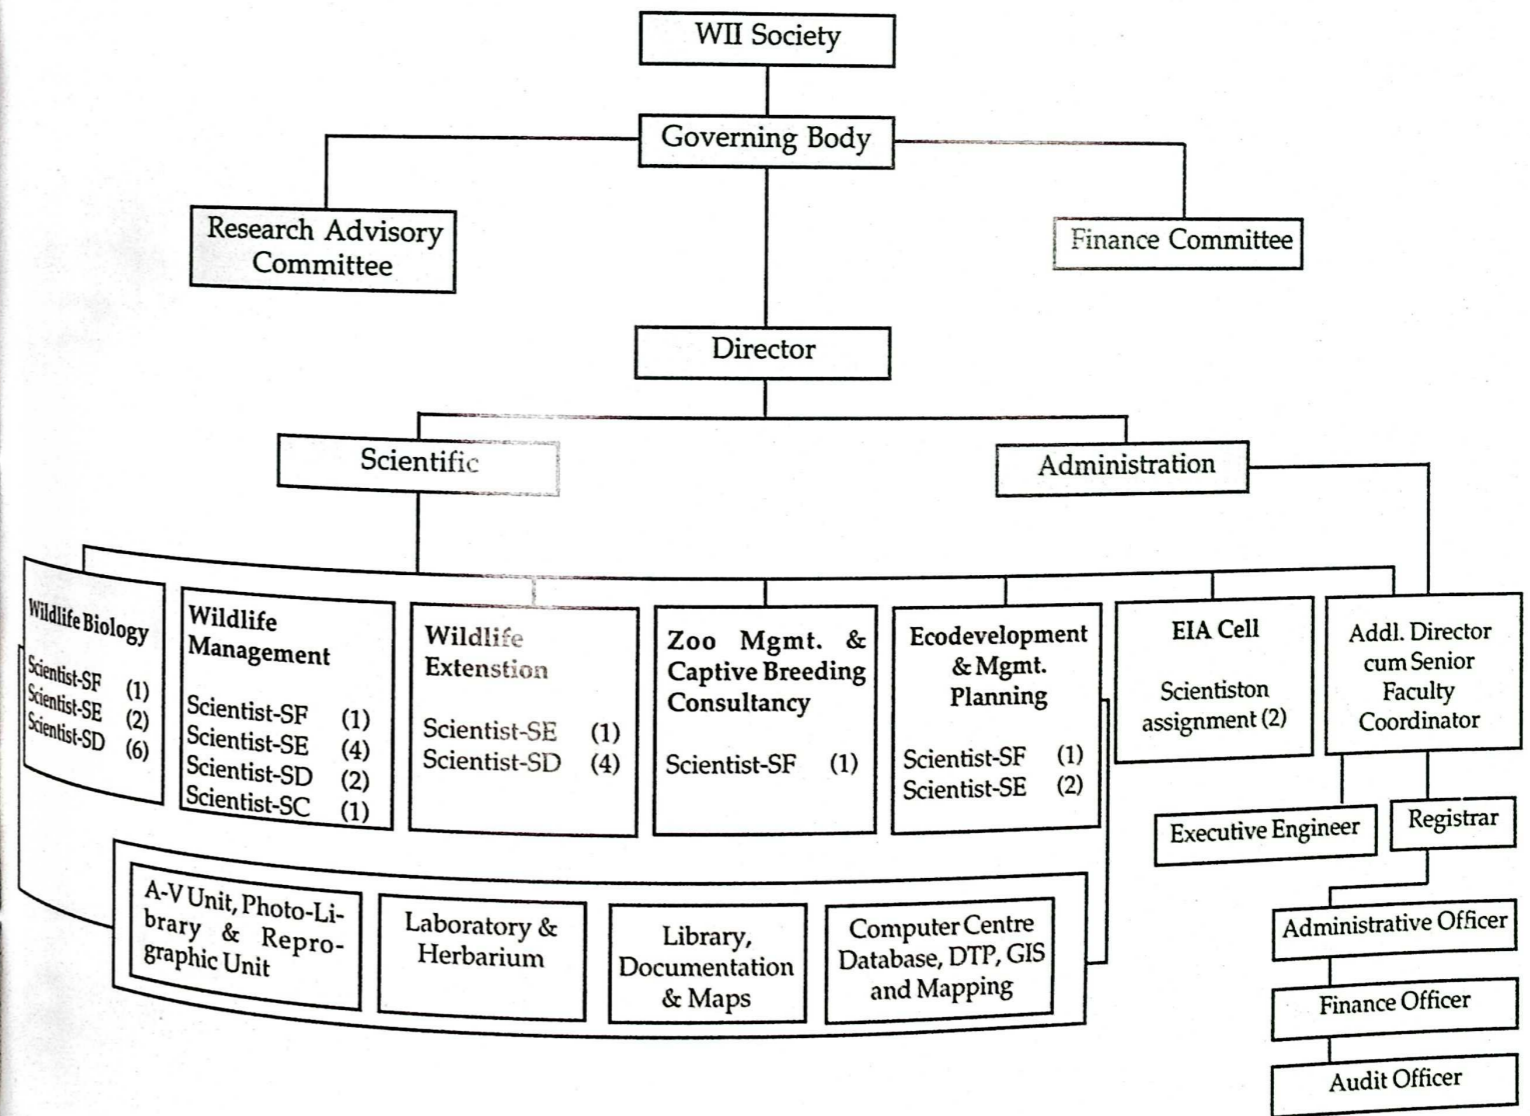 WII Society
Governing Body
Research Advisory
Committee
Finance Committee
Director
Scientific
Administration
Wildlife Biology
Scientist-SF (1)
Scientist-SE (2)
Scientist-SD (6)
Wildlife
Management
Scientist-SF (1)
Scientist-SE (4)
Scientist-SD (2)
Scientist-SC (1)
Wildlife
Extenstion
Scientist-SE (1)
Scientist-SD (4)
Zoo Mgmt. &
Captive Breeding
Consultancy
Scientist-SF (1)
Ecodevelopment
& Mgmt.
Planning
Scientist-SF (1)
Scientist-SE (2)
EIA Cell
Scientiston
assignment (2)
Addl. Director
cum Senior
Faculty
Coordinator
Executive Engineer
Registrar
Administrative Officer
Finance Officer
Audit Officer
A-V Unit, Photo-Li-
brary & Repro-
graphic Unit
Laboratory &
Herbarium
Library,
Documentation
& Maps
Computer Centre
Database, DTP, GIS
and Mapping